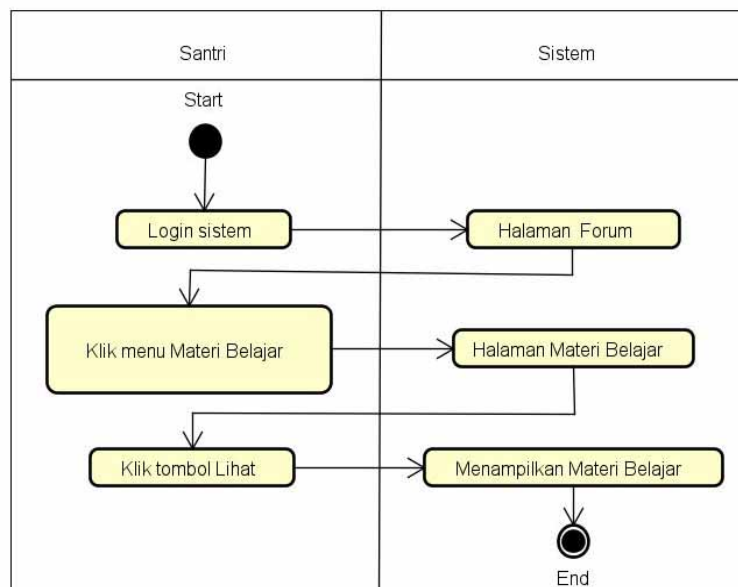 Santri
Sistem
Start
Login sistem
Halaman Forum
Klik menu Materi Belajar
Halaman Materi Belajar
Klik tombol Lihat
Menampilkan Materi Belajar
End